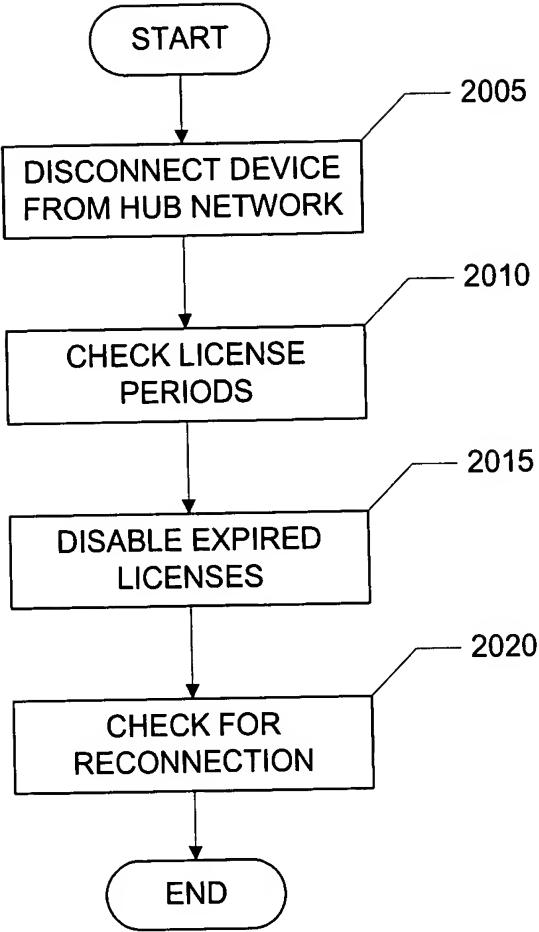 START
2005
DISCONNECT DEVICE
FROM HUB NETWORK
2010
CHECK LICENSE
PERIODS
2015
DISABLE EXPIRED
LICENSES
2020
CHECK FOR
RECONNECTION
END